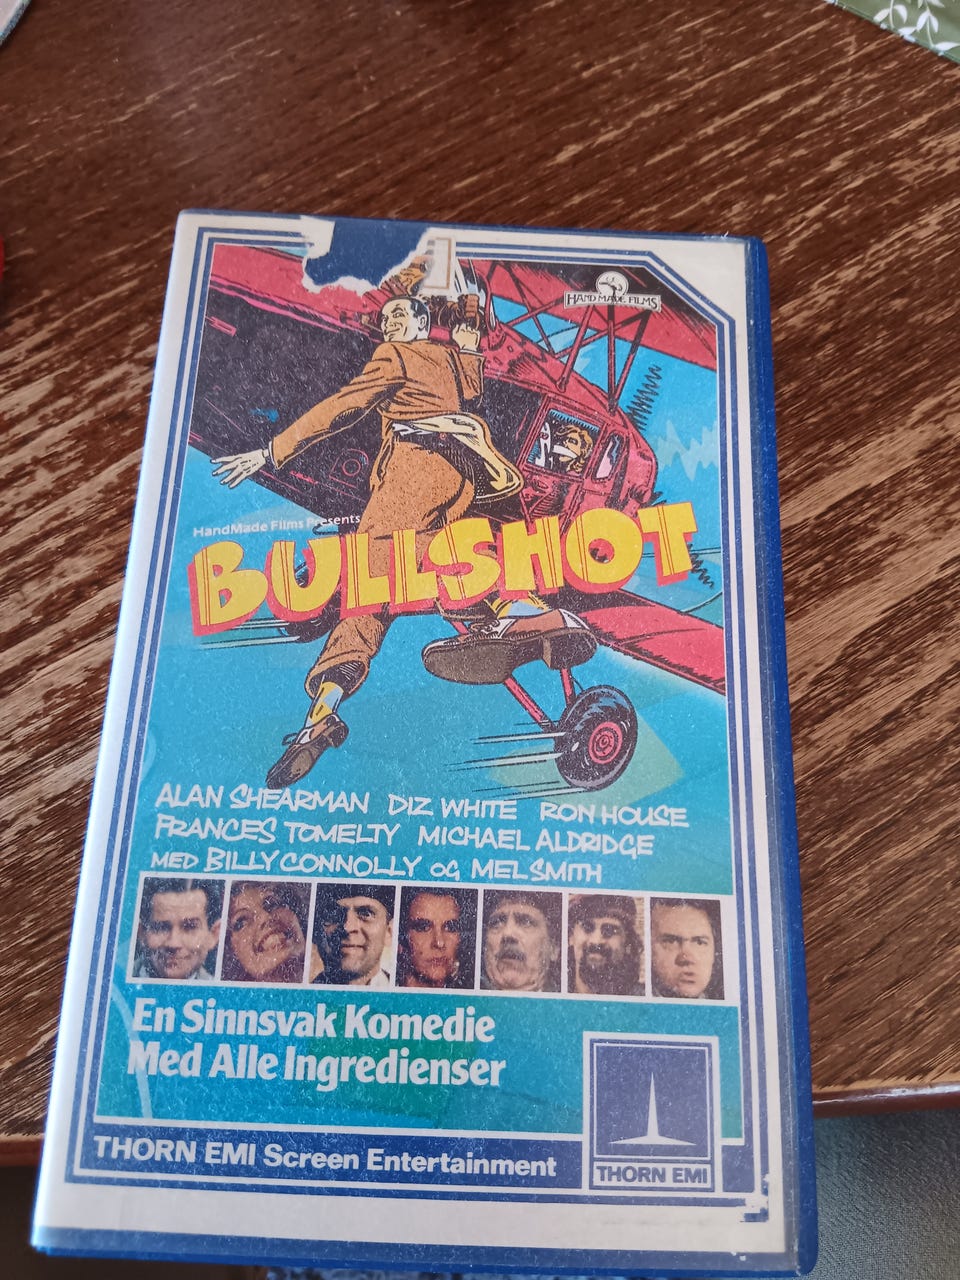 HAND MADE FILMS
HandMade Films Presents
BULLSHOT
ALAN SHEARMAN DIZ WHITE RON HOUSE
FRANCES TOMELTY MICHAEL ALDRIDGE
MED BILLY CONNOLLY OG MEL SMITH
En Sinnsvak Komedie
Med Alle Ingredienser
THORN EMI Screen Entertainment
THORN EMI